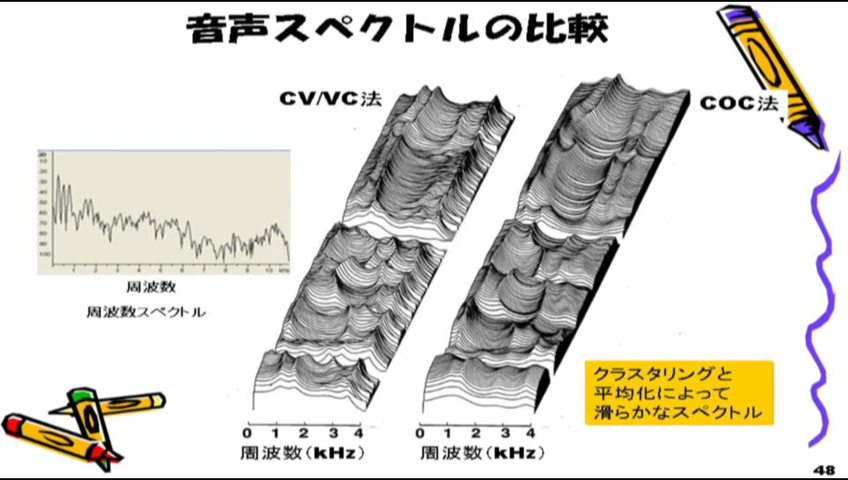 音声スペクトルの比較
CV/VC法
COC法
周波数
周波数スペクトル
クラスタリングと
平均化によって
滑らかなスペクトル
0 1 2 3 4
周波数(kHz)
0 1 2 3 4
周波数(kHz)
48